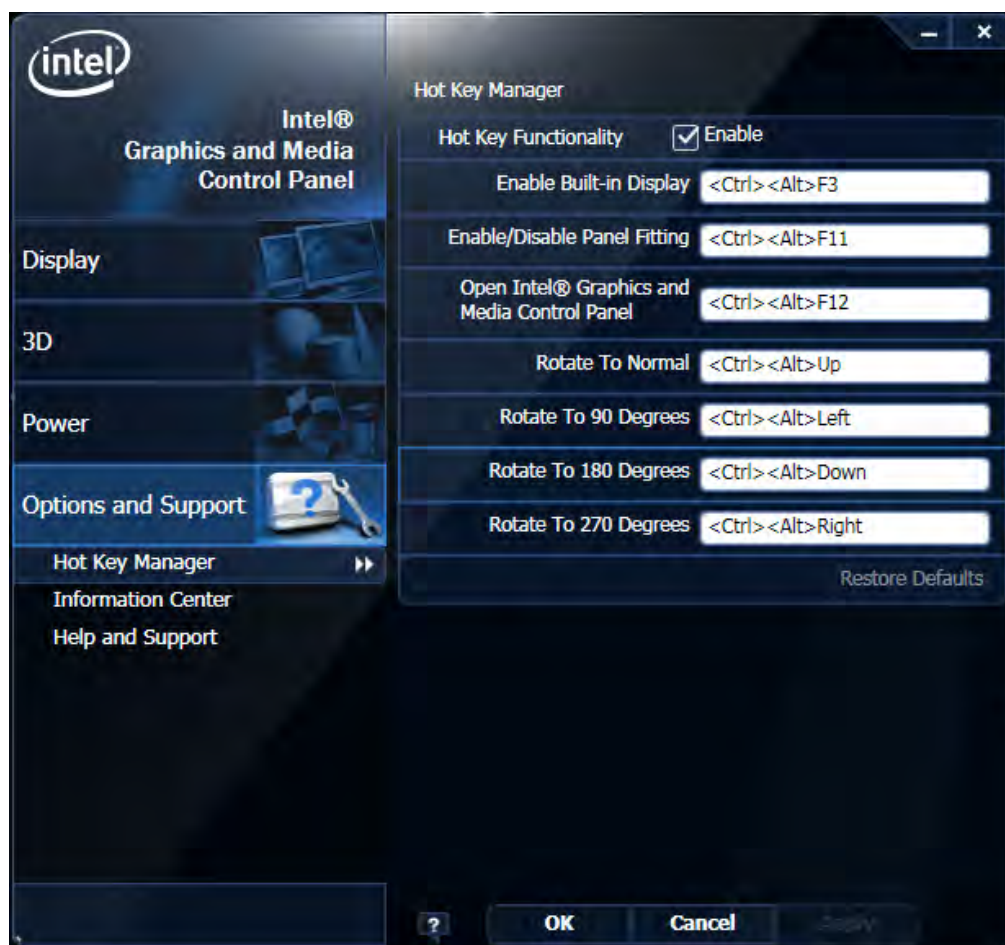 intel
Intel®
Graphics and Media
Control Panel
Display
3D
Power
Options and Support
Hot Key Manager
Information Center
Help and Support
Hot Key Manager
Hot Key Functionality Enable
Enable Built-in Display <Ctrl><Alt>F3
Enable/Disable Panel Fitting <Ctrl><Alt>F11
Open Intel® Graphics and
Media Control Panel <Ctrl><Alt>F12
Rotate To Normal <Ctrl><Alt>Up
Rotate To 90 Degrees <Ctrl><Alt>Left
Rotate To 180 Degrees <Ctrl><Alt>Down
Rotate To 270 Degrees <Ctrl><Alt>Right
Restore Defaults
? OK Cancel Apply